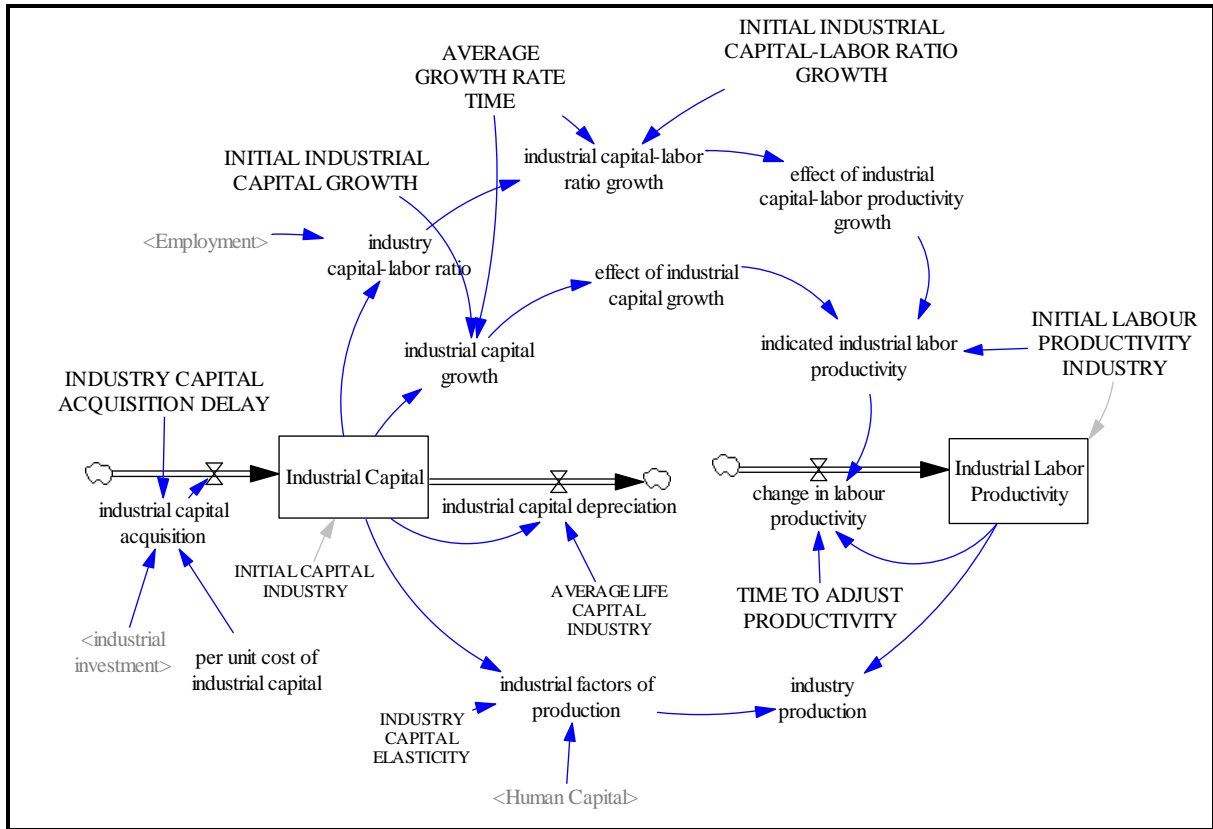 INITIAL INDUSTRIAL
CAPITAL-LABOR RATIO
GROWTH
AVERAGE
GROWTH RATE
TIME
INITIAL INDUSTRIAL
CAPITAL GROWTH
industrial capital-labor
ratio growth
effect of industrial
capital-labor productivity
growth
<Employment>
industry
capital-labor ratio
effect of industrial
capital growth
INITIAL LABOUR
PRODUCTIVITY
INDUSTRY
industrial capital
growth
indicated industrial labor
productivity
INDUSTRY CAPITAL
ACQUISITION DELAY
Industrial Capital
Industrial Labor
Productivity
industrial capital
acquisition
industrial capital depreciation
change in labour
productivity
INITIAL CAPITAL
INDUSTRY
AVERAGE LIFE
CAPITAL
INDUSTRY
TIME TO ADJUST
PRODUCTIVITY
<industrial
investment>
per unit cost of
industrial capital
industrial factors of
production
industry
production
INDUSTRY
CAPITAL
ELASTICITY
<Human Capital>